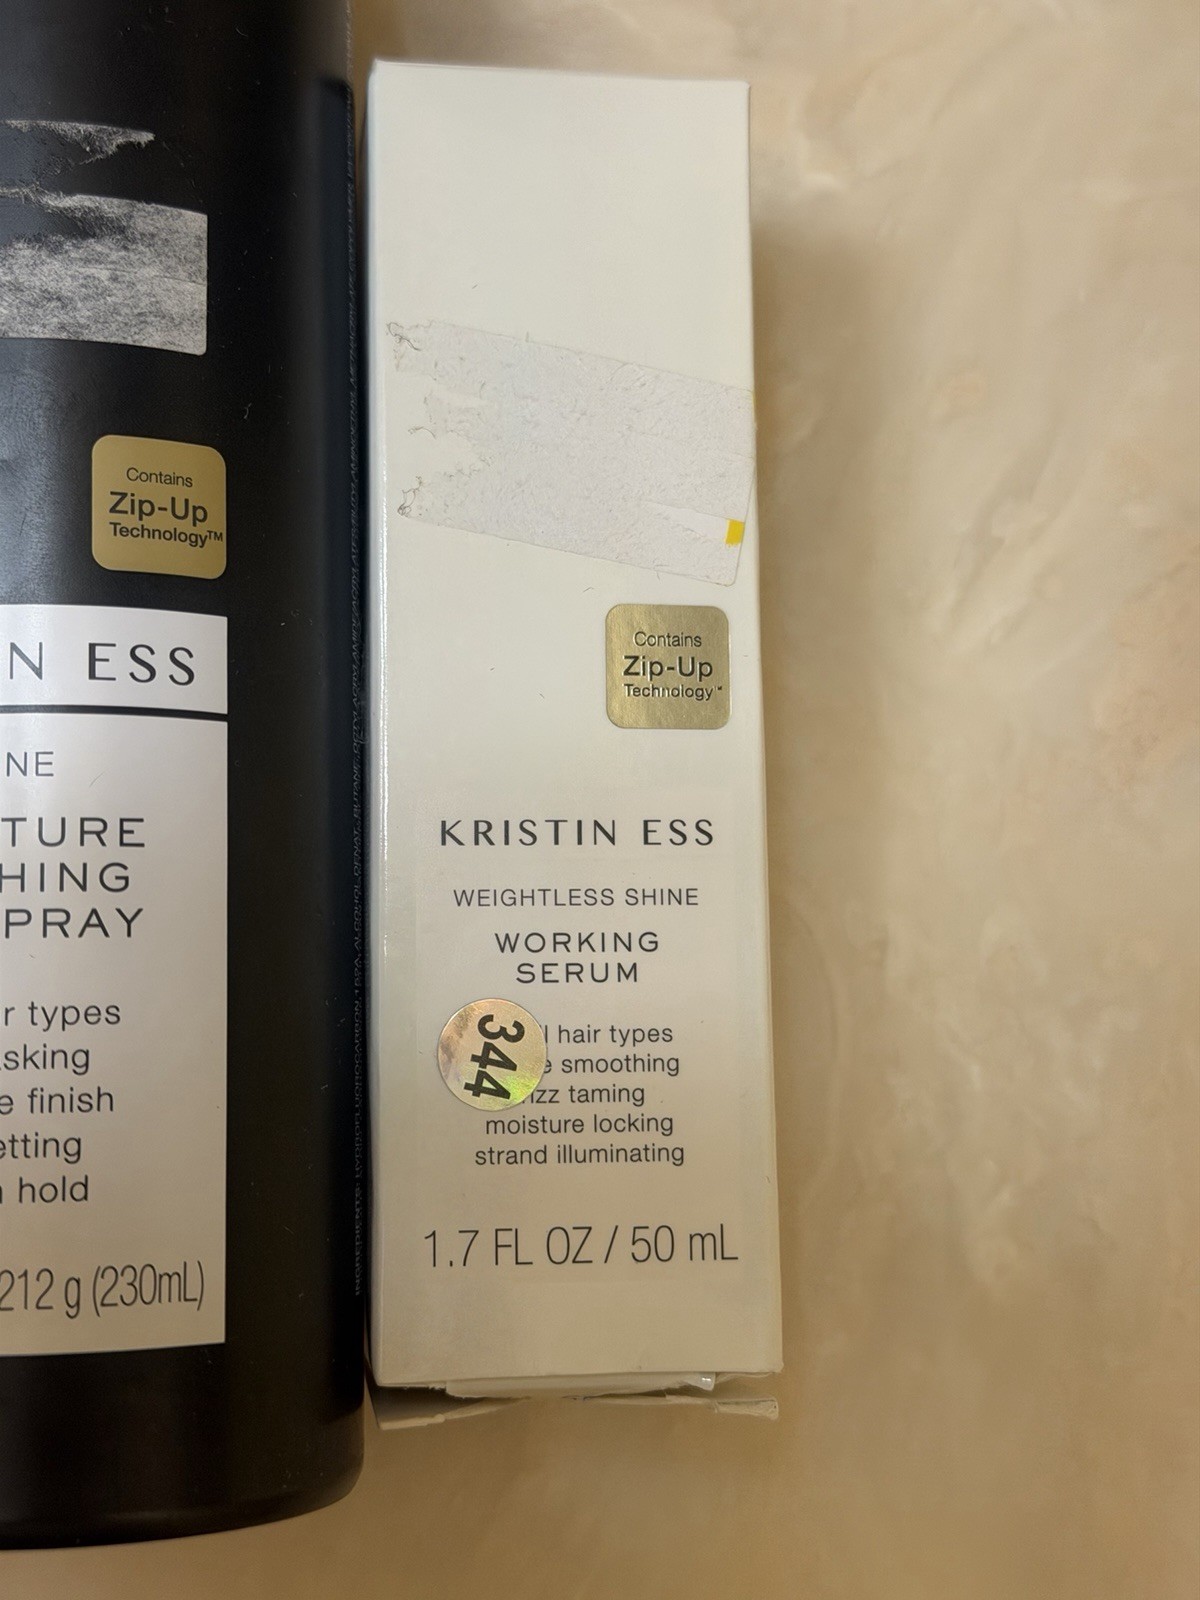 Contains
Zip-Up
Technology™
N ESS
NE
TURE
HING
PRAY
r types
sking
e finish
etting
hold
212 g (230mL)
Contains
Zip-Up
Technology™
KRISTIN ESS
WEIGHTLESS SHINE
WORKING
SERUM
344
l hair types
e smoothing
izz taming
moisture locking
strand illuminating
1.7 FL OZ / 50 mL